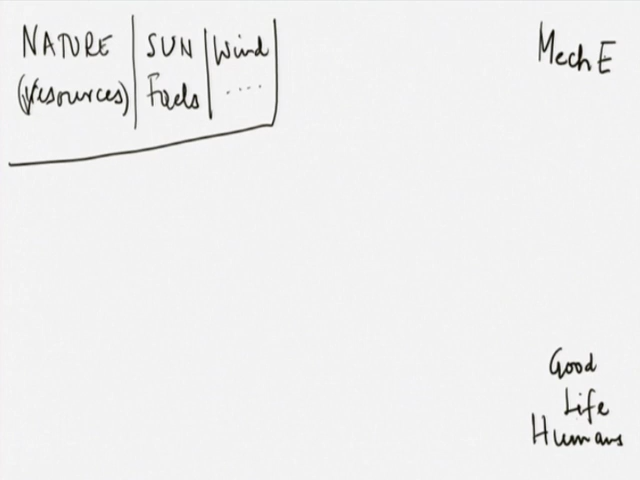 NATURE | SUN | Wind
(resources) | Fuels | ....
MechE
Good
Life
Humans